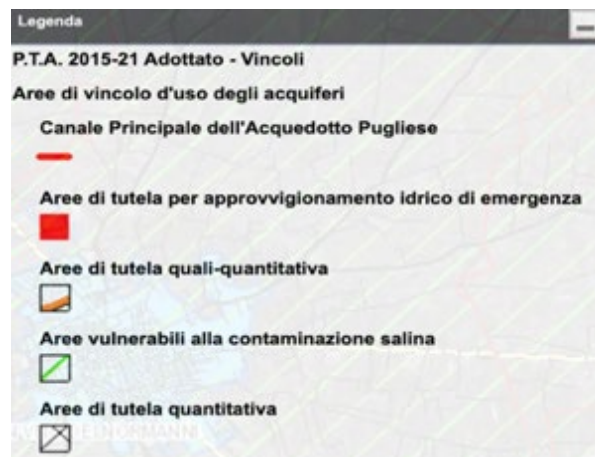 Legenda
P.T.A. 2015-21 Adottato - Vincoli
Aree di vincolo d'uso degli acquiferi
Canale Principale dell'Acquedotto Pugliese
Aree di tutela per approvvigionamento idrico di emergenza
Aree di tutela quali-quantitativa
Aree vulnerabili alla contaminazione salina
Aree di tutela quantitativa